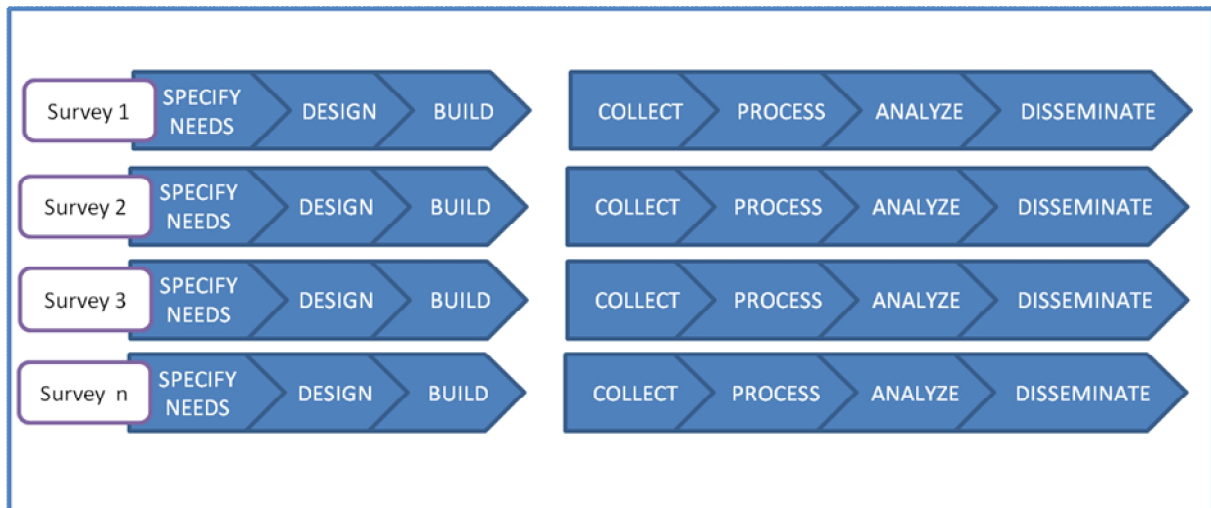 Survey 1 SPECIFY NEEDS DESIGN BUILD COLLECT PROCESS ANALYZE DISSEMINATE
Survey 2 SPECIFY NEEDS DESIGN BUILD COLLECT PROCESS ANALYZE DISSEMINATE
Survey 3 SPECIFY NEEDS DESIGN BUILD COLLECT PROCESS ANALYZE DISSEMINATE
Survey n SPECIFY NEEDS DESIGN BUILD COLLECT PROCESS ANALYZE DISSEMINATE